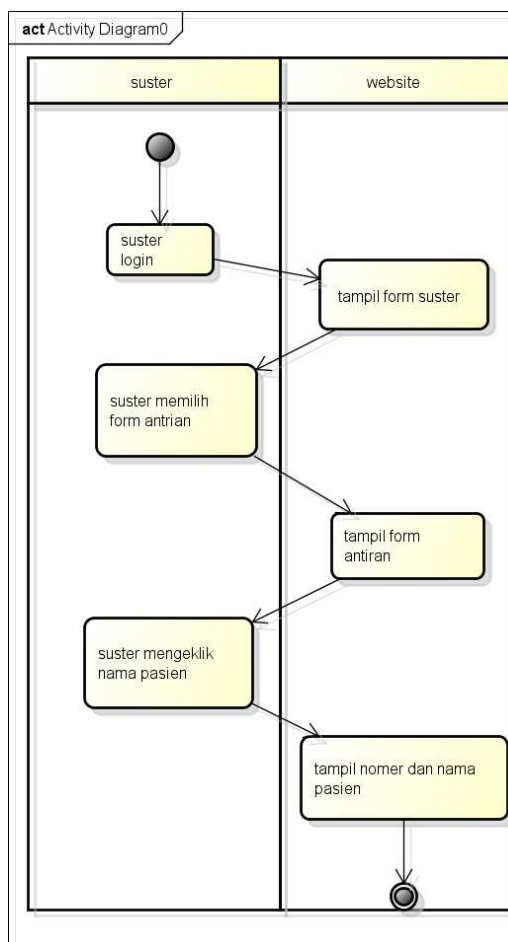 act Activity Diagram0
suster
website
suster
login
tampil form suster
suster memilih
form antrian
tampil form
antiran
suster mengeklik
nama pasien
tampil nomer dan nama
pasien